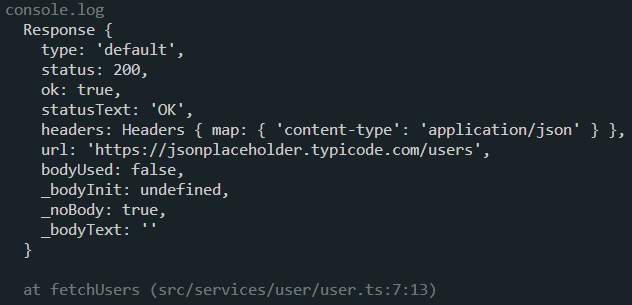 console.log
Response {
type: 'default',
status: 200,
ok: true,
statusText: 'OK',
headers: Headers { map: { 'content-type': 'application/json' } },
url: 'https://jsonplaceholder.typicode.com/users',
bodyUsed: false,
_bodyInit: undefined,
_noBody: true,
_bodyText: ''
}
at fetchUsers (src/services/user/user.ts:7:13)